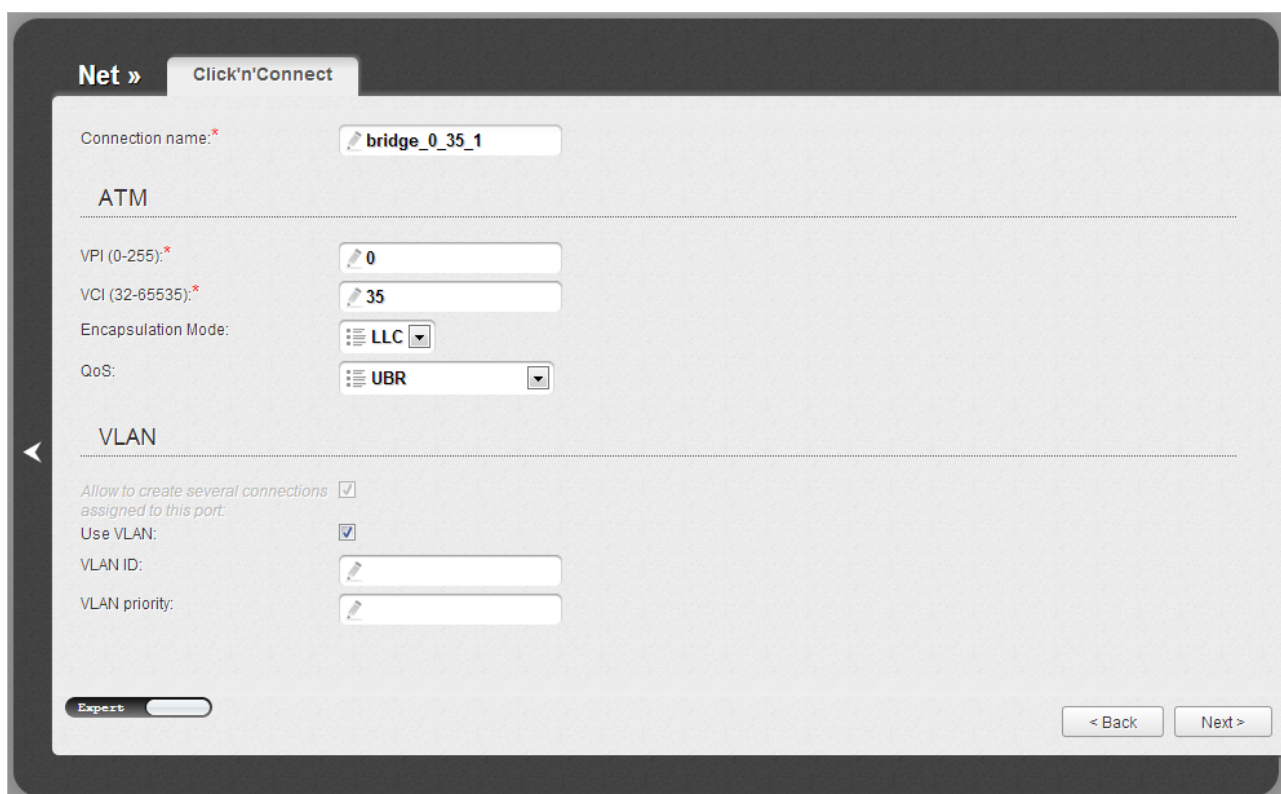 Net »
Click'n'Connect
Connection name:*
bridge_0_35_1
ATM
VPI (0-255):*
0
VCI (32-65535):*
35
Encapsulation Mode:
LLC
QoS:
UBR
VLAN
Allow to create several connections
assigned to this port:
Use VLAN:
VLAN ID:
VLAN priority:
Expert
< Back
Next >